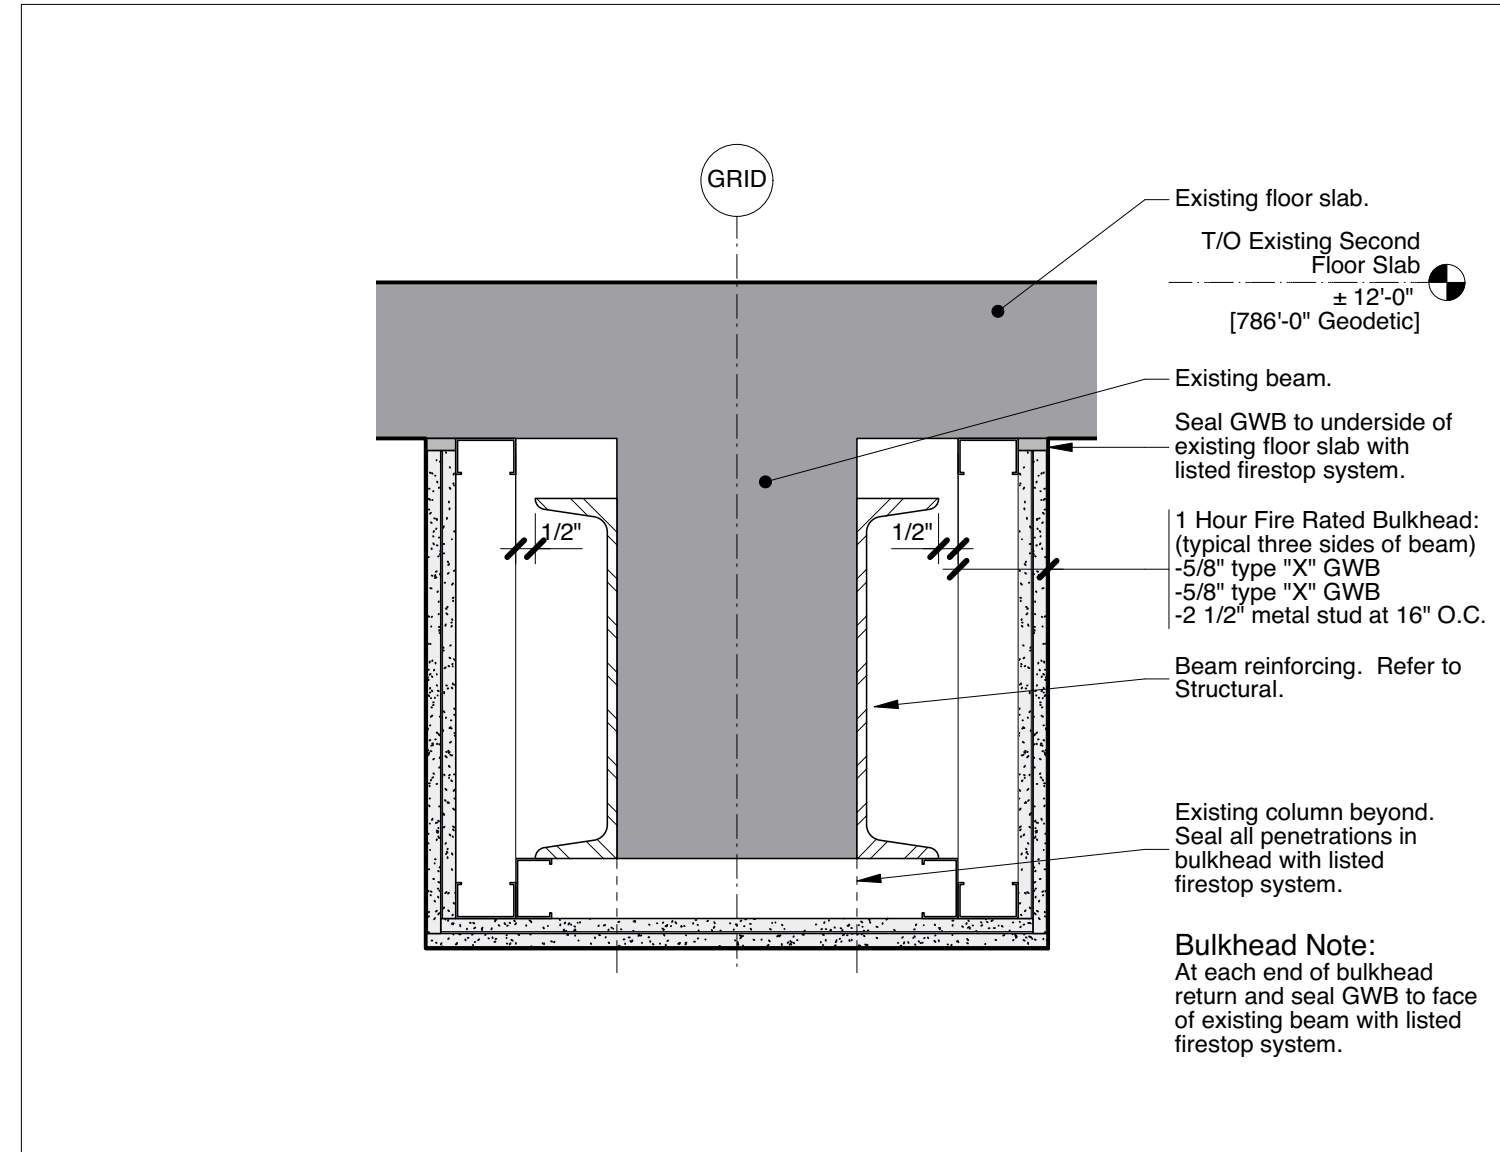 GRID
Existing floor slab.
T/O Existing Second
Floor Slab
± 12'-0"
[786'-0" Geodetic]
Existing beam.
Seal GWB to underside of
existing floor slab with
listed firestop system.
1/2"
1/2"
1 Hour Fire Rated Bulkhead:
(typical three sides of beam)
-5/8" type "X" GWB
-5/8" type "X" GWB
-2 1/2" metal stud at 16" O.C.
Beam reinforcing.  Refer to
Structural.
Existing column beyond.
Seal all penetrations in
bulkhead with listed
firestop system.
Bulkhead Note:
At each end of bulkhead
return and seal GWB to face
of existing beam with listed
firestop system.